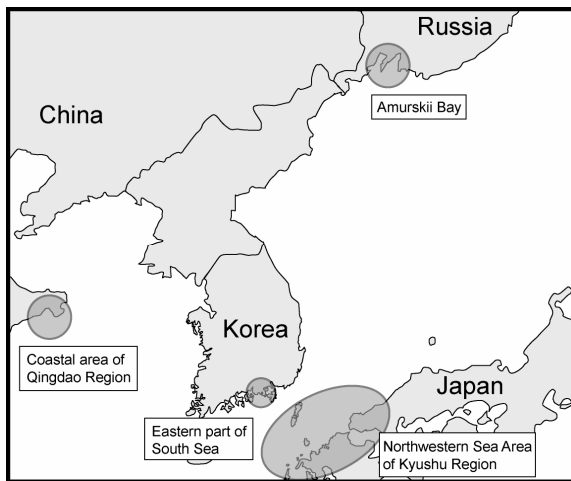 Russia
Amurskii Bay
China
Korea
Coastal area of
Qingdao Region
Japan
Eastern part of
South Sea
Northwestern Sea Area
of Kyushu Region